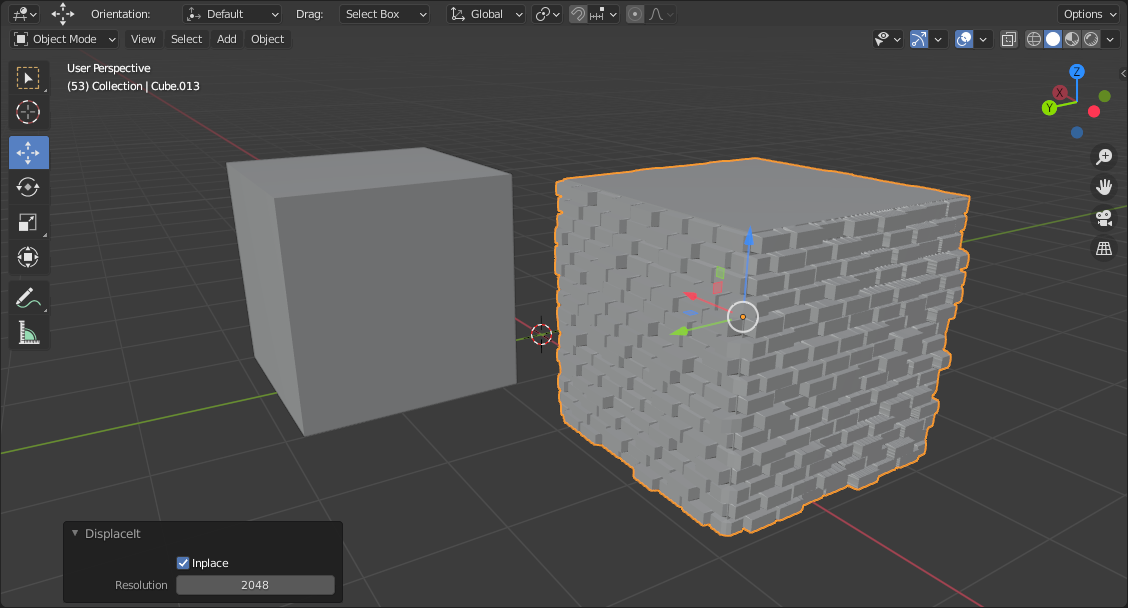 Orientation: Default Drag: Select Box Global Options
Object Mode View Select Add Object
User Perspective
(53) Collection | Cube.013
Z
X
Y
DisplaceIt
Inplace
Resolution 2048